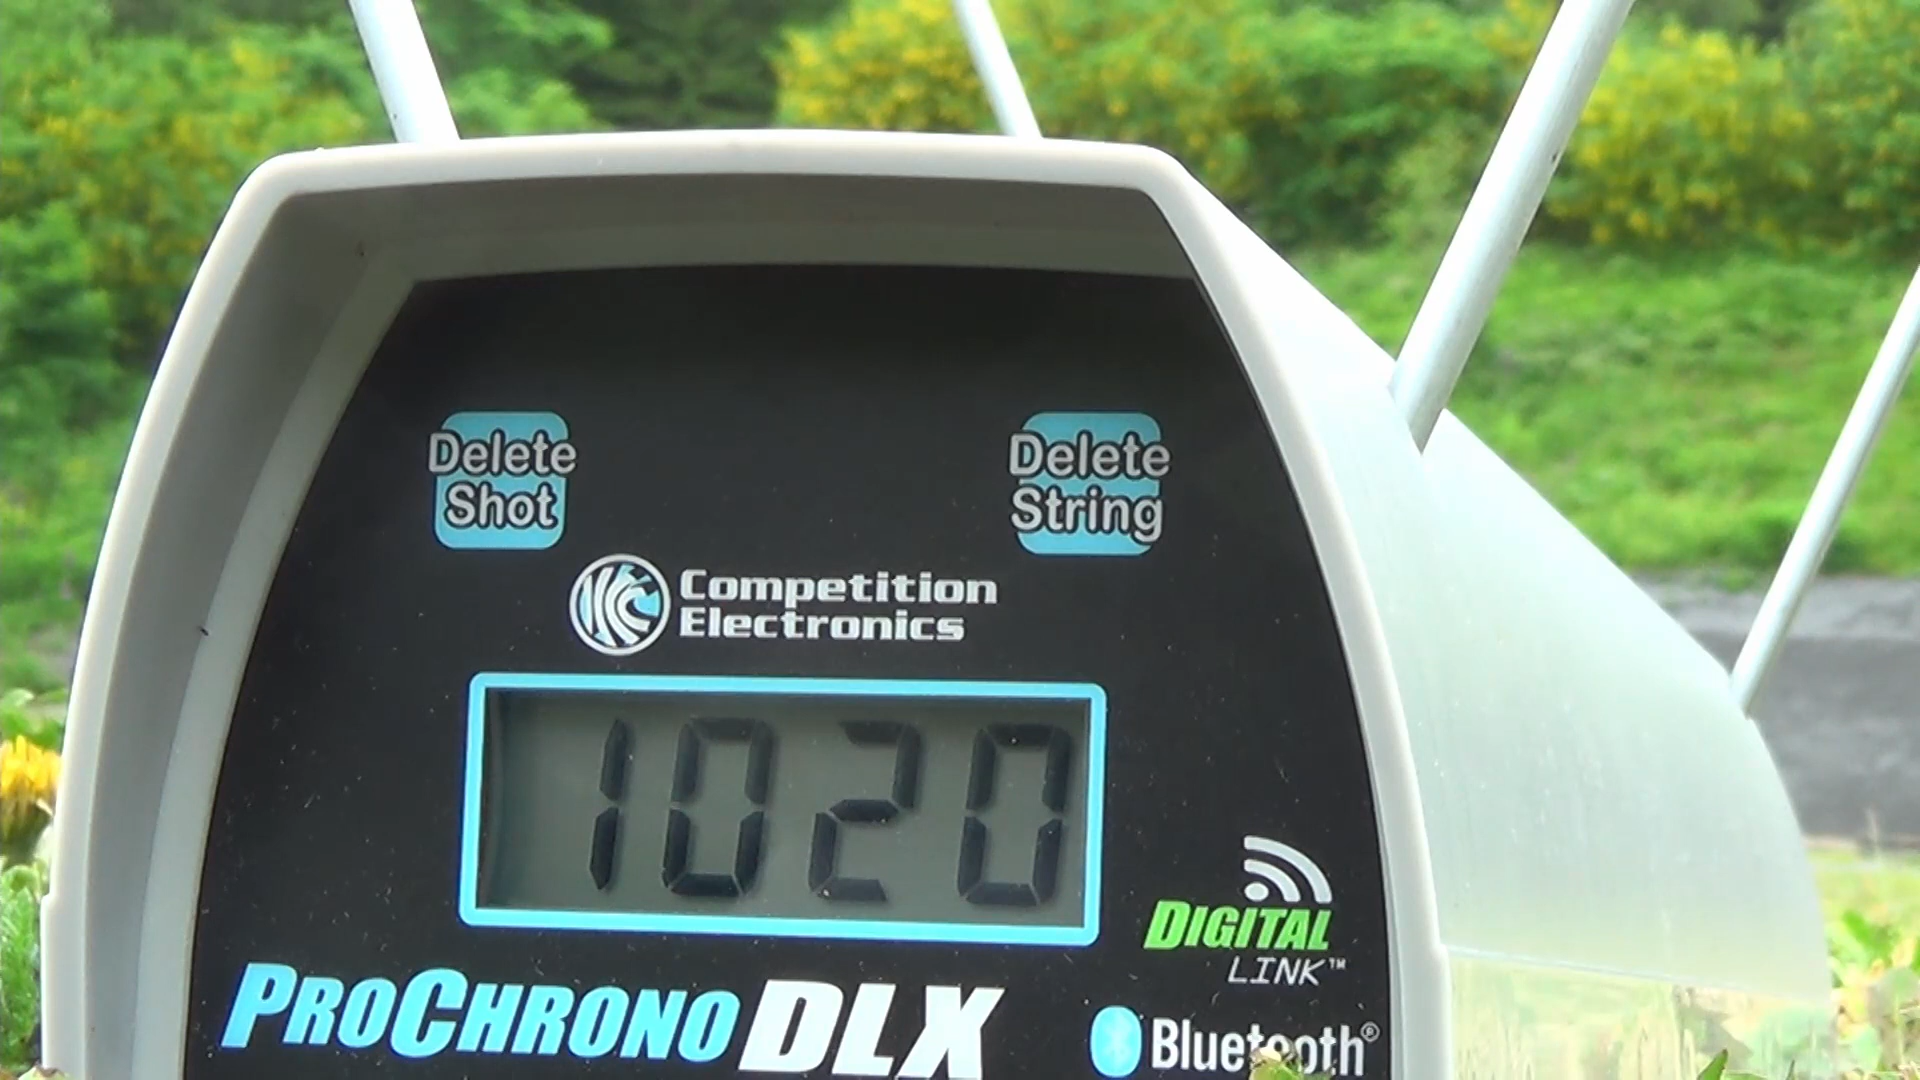 Delete
Shot
Delete
String
Competition
Electronics
1020
DIGITAL
LINK™
PROCHRONO DLX
Bluetooth®